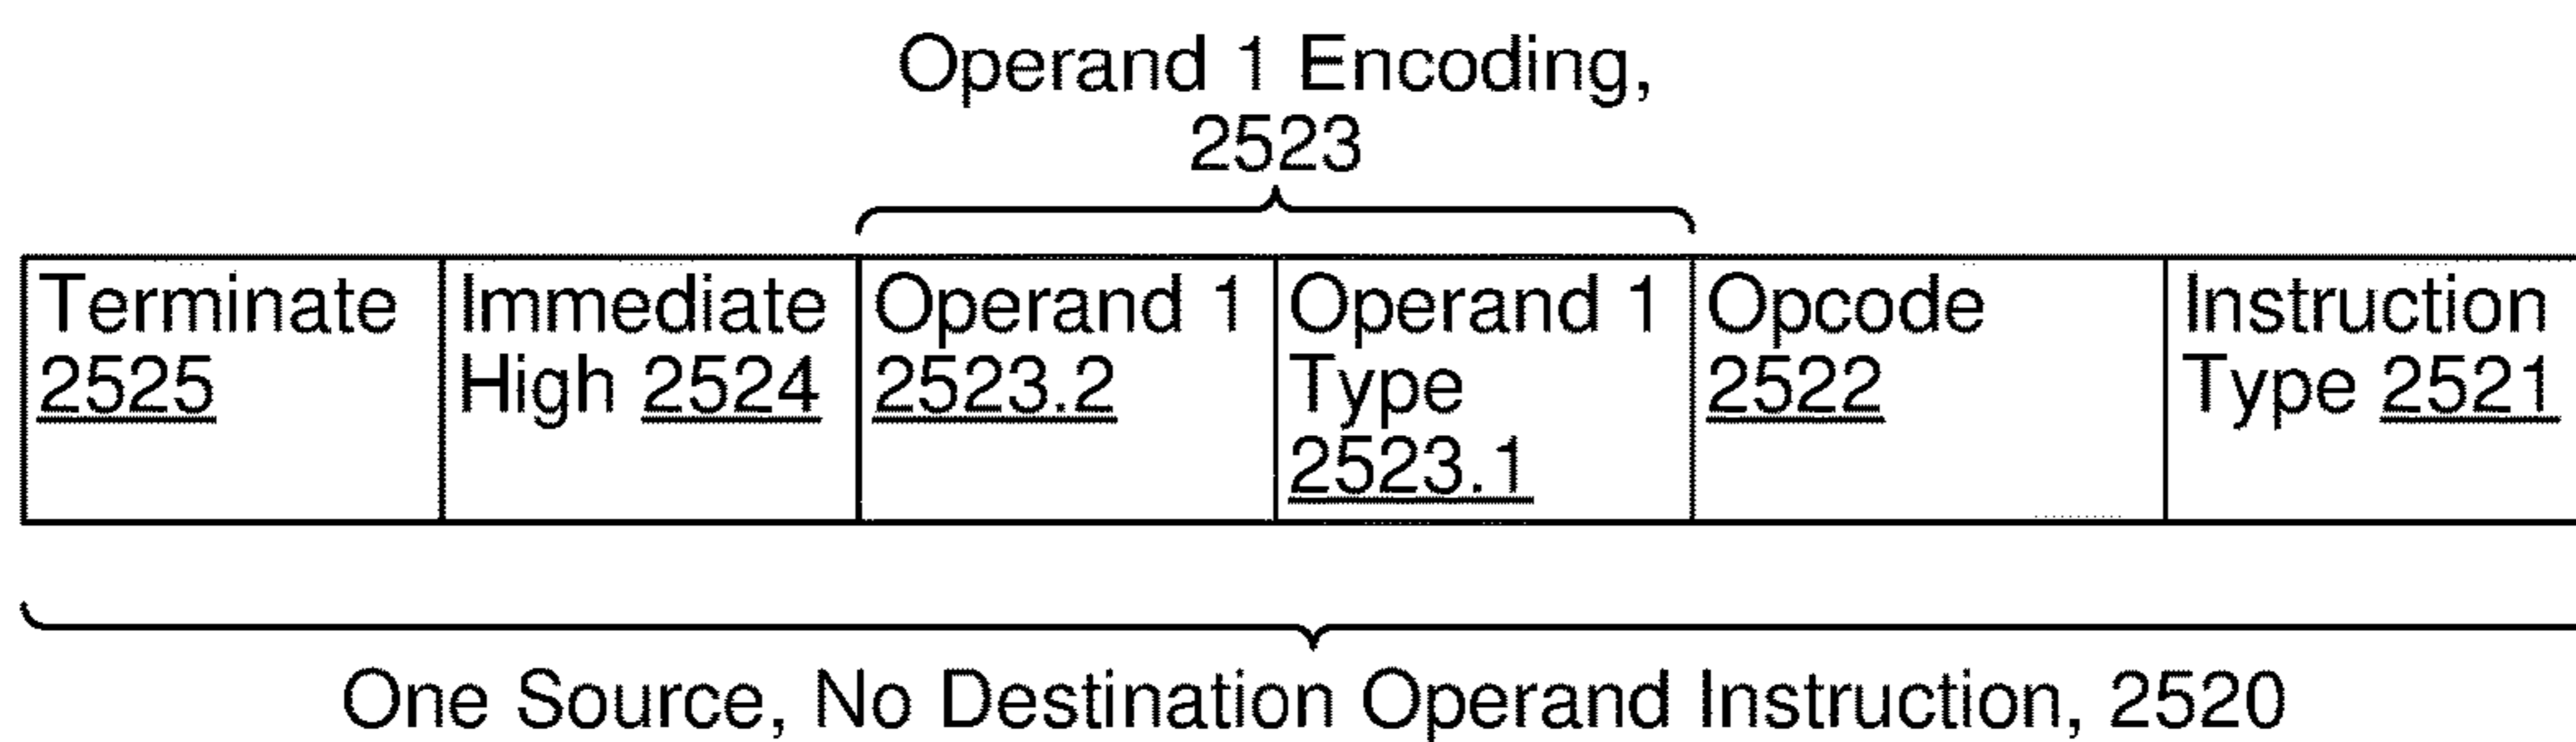 Operand 1 Encoding,
2523
Terminate
2525
Immediate
High 2524
Operand 1
2523.2
Operand 1
Type
2523.1
Opcode
2522
Instruction
Type 2521
One Source, No Destination Operand Instruction, 2520